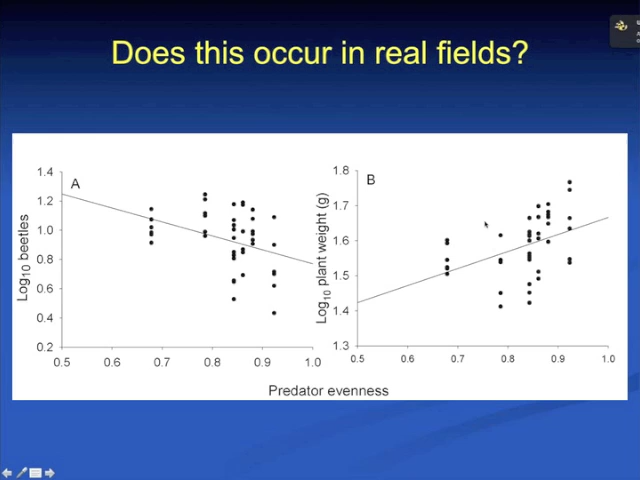 Does this occur in real fields?
A
Log10 beetles
1.4
1.2
1.0
0.8
0.6
0.4
0.2
0.5 0.6 0.7 0.8 0.9 1.0
B
Log10 plant weight (g)
1.8
1.7
1.6
1.5
1.4
1.3
0.5 0.6 0.7 0.8 0.9 1.0
Predator evenness